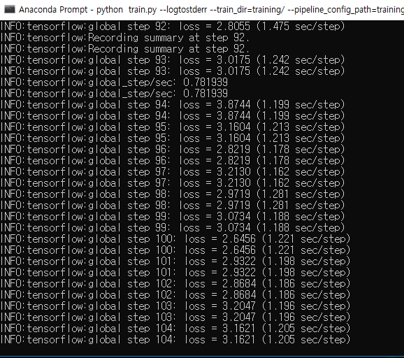 Anaconda Prompt - python train.py --logtostderr --train_dir=training/ --pipeline_config_path=training
INFO:tensorflow:global step 92: loss = 2.8055 (1.475 sec/step)
INFO:tensorflow:Recording summary at step 92.
INFO:tensorflow:Recording summary at step 92.
INFO:tensorflow:global step 93: loss = 3.0175 (1.242 sec/step)
INFO:tensorflow:global step 93: loss = 3.0175 (1.242 sec/step)
INFO:tensorflow:global_step/sec: 0.781939
INFO:tensorflow:global_step/sec: 0.781939
INFO:tensorflow:global step 94: loss = 3.8744 (1.199 sec/step)
INFO:tensorflow:global step 94: loss = 3.8744 (1.199 sec/step)
INFO:tensorflow:global step 95: loss = 3.1604 (1.213 sec/step)
INFO:tensorflow:global step 95: loss = 3.1604 (1.213 sec/step)
INFO:tensorflow:global step 96: loss = 2.8219 (1.178 sec/step)
INFO:tensorflow:global step 96: loss = 2.8219 (1.178 sec/step)
INFO:tensorflow:global step 97: loss = 3.2130 (1.162 sec/step)
INFO:tensorflow:global step 97: loss = 3.2130 (1.162 sec/step)
INFO:tensorflow:global step 98: loss = 2.9719 (1.281 sec/step)
INFO:tensorflow:global step 98: loss = 2.9719 (1.281 sec/step)
INFO:tensorflow:global step 99: loss = 3.0734 (1.188 sec/step)
INFO:tensorflow:global step 99: loss = 3.0734 (1.188 sec/step)
INFO:tensorflow:global step 100: loss = 2.6456 (1.221 sec/step)
INFO:tensorflow:global step 100: loss = 2.6456 (1.221 sec/step)
INFO:tensorflow:global step 101: loss = 2.9322 (1.198 sec/step)
INFO:tensorflow:global step 101: loss = 2.9322 (1.198 sec/step)
INFO:tensorflow:global step 102: loss = 2.8684 (1.186 sec/step)
INFO:tensorflow:global step 102: loss = 2.8684 (1.186 sec/step)
INFO:tensorflow:global step 103: loss = 3.2047 (1.196 sec/step)
INFO:tensorflow:global step 103: loss = 3.2047 (1.196 sec/step)
INFO:tensorflow:global step 104: loss = 3.1621 (1.205 sec/step)
INFO:tensorflow:global step 104: loss = 3.1621 (1.205 sec/step)